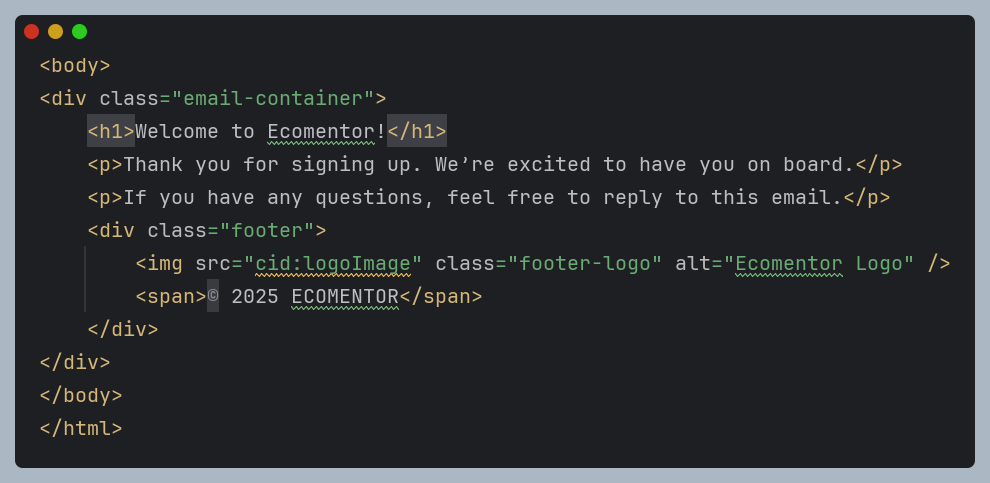 <body>
<div class="email-container">
<h1>Welcome to Ecomentor!</h1>
<p>Thank you for signing up. We’re excited to have you on board.</p>
<p>If you have any questions, feel free to reply to this email.</p>
<div class="footer">
<img src="cid:logoImage" class="footer-logo" alt="Ecomentor Logo" />
<span>© 2025 ECOMENTOR</span>
</div>
</div>
</body>
</html>